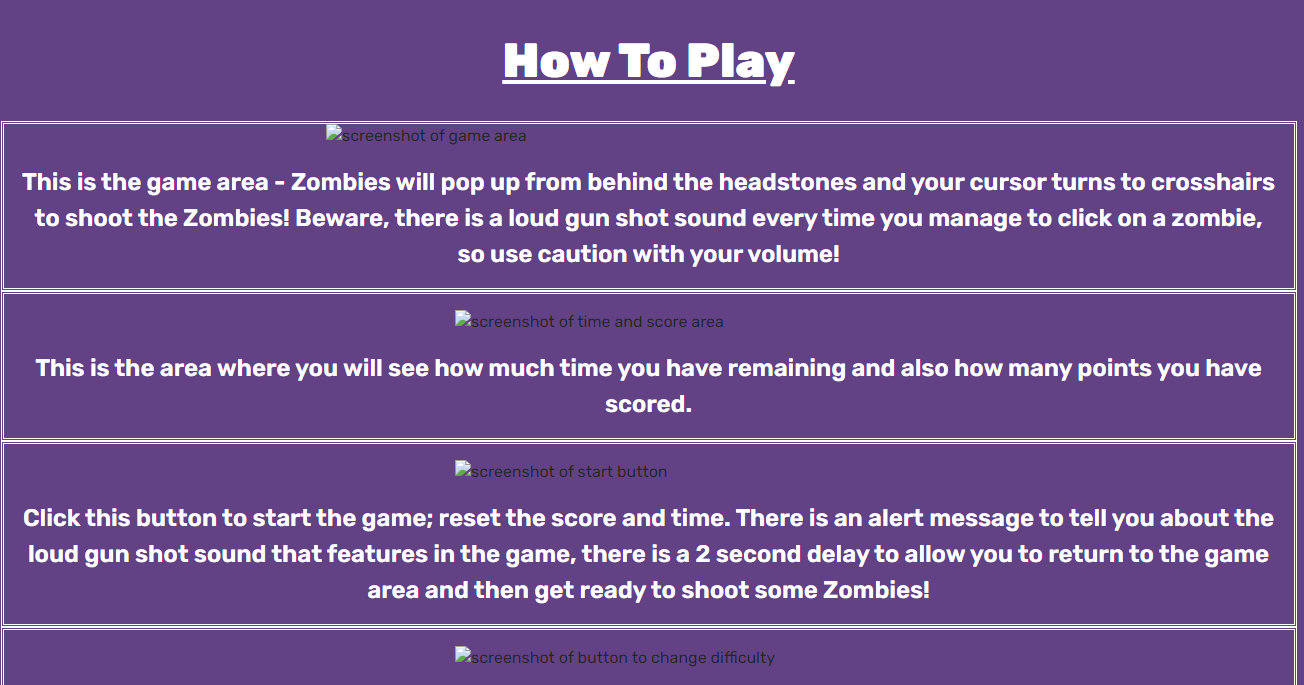 How To Play
screenshot of game area
This is the game area - Zombies will pop up from behind the headstones and your cursor turns to crosshairs
to shoot the Zombies! Beware, there is a loud gun shot sound every time you manage to click on a zombie,
so use caution with your volume!
screenshot of time and score area
This is the area where you will see how much time you have remaining and also how many points you have
scored.
screenshot of start button
Click this button to start the game; reset the score and time. There is an alert message to tell you about the
loud gun shot sound that features in the game, there is a 2 second delay to allow you to return to the game
area and then get ready to shoot some Zombies!
screenshot of button to change difficulty